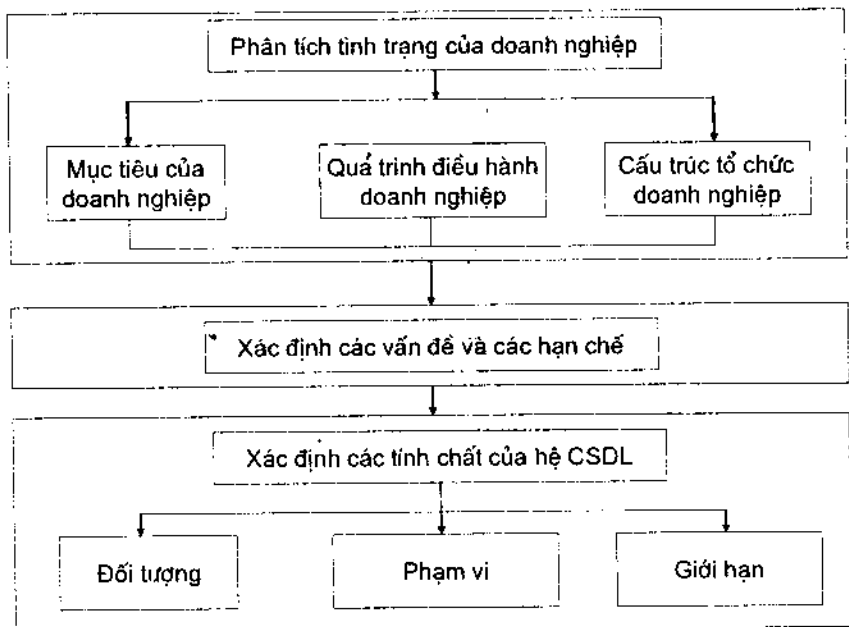 Phân tích tình trạng của doanh nghiệp
Mục tiêu của
doanh nghiệp
Quá trình điều hành
doanh nghiệp
Cấu trúc tổ chức
doanh nghiệp
Xác định các vấn đề và các hạn chế
Xác định các tính chất của hệ CSDL
Đối tượng
Phạm vi
Giới hạn